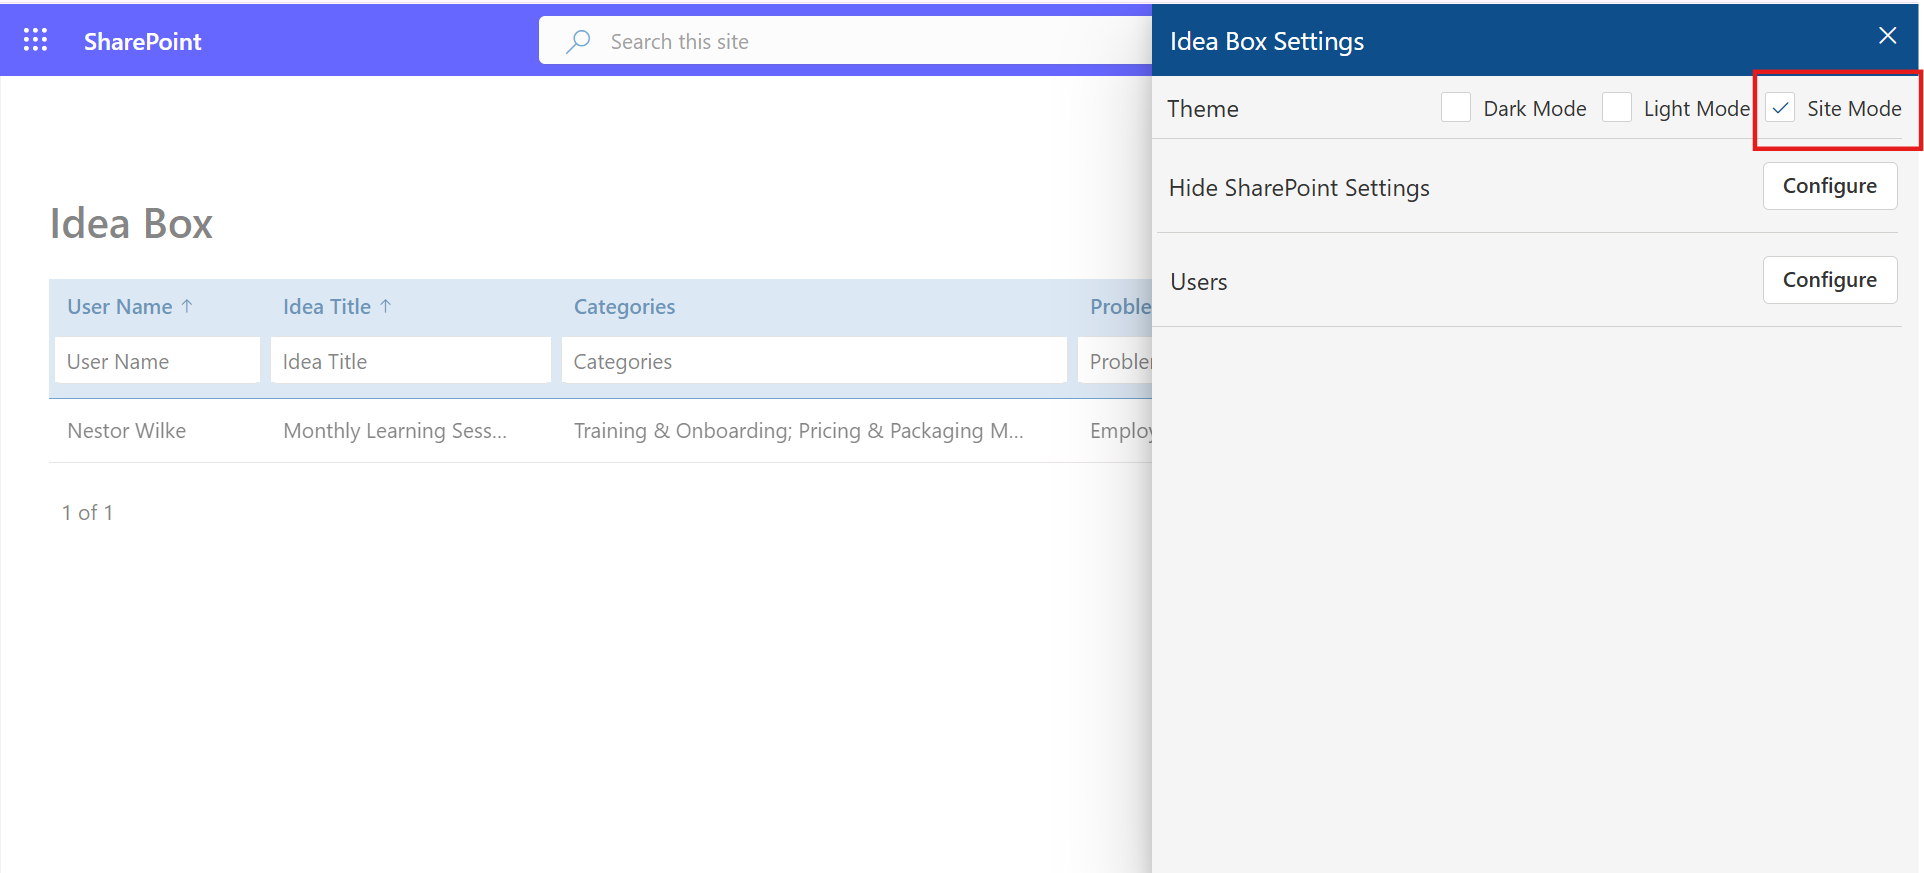 SharePoint
Search this site
Idea Box Settings
Theme
Dark Mode
Light Mode
Site Mode
Hide SharePoint Settings
Configure
Users
Configure
Idea Box
User Name ↑
Idea Title ↑
Categories
Proble
User Name
Idea Title
Categories
Proble
Nestor Wilke
Monthly Learning Sess...
Training & Onboarding; Pricing & Packaging M...
Employ
1 of 1